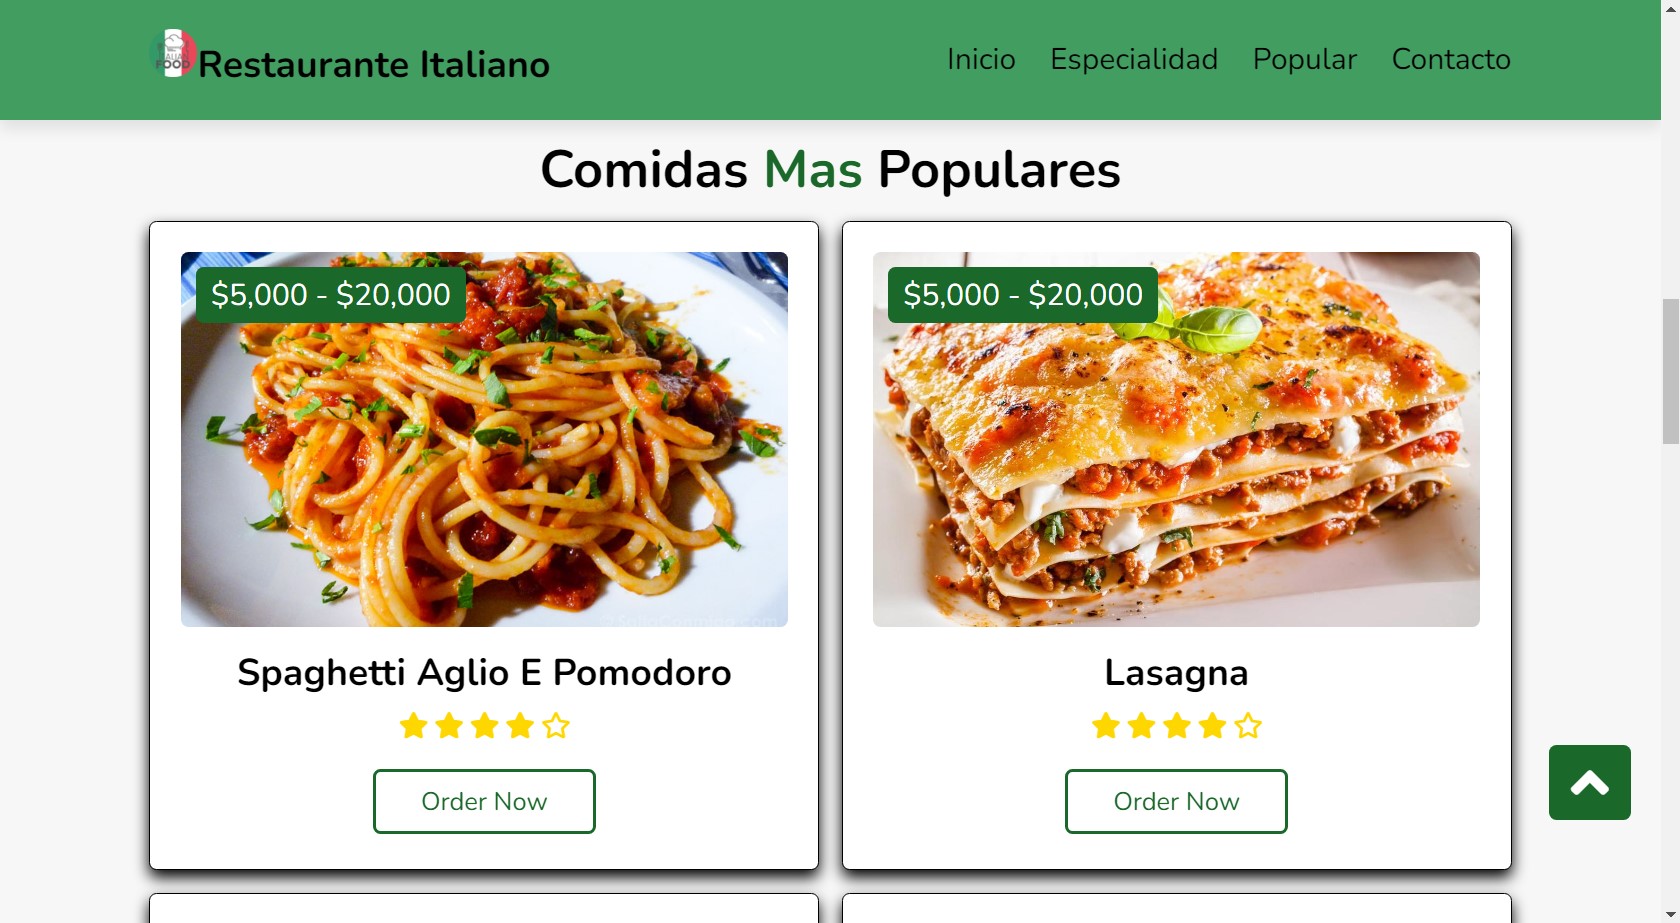 Restaurante Italiano
Inicio Especialidad Popular Contacto
FOOD
Comidas Mas Populares
$5,000 - $20,000
$5,000 - $20,000
Spaghetti Aglio E Pomodoro
Lasagna
Order Now
Order Now